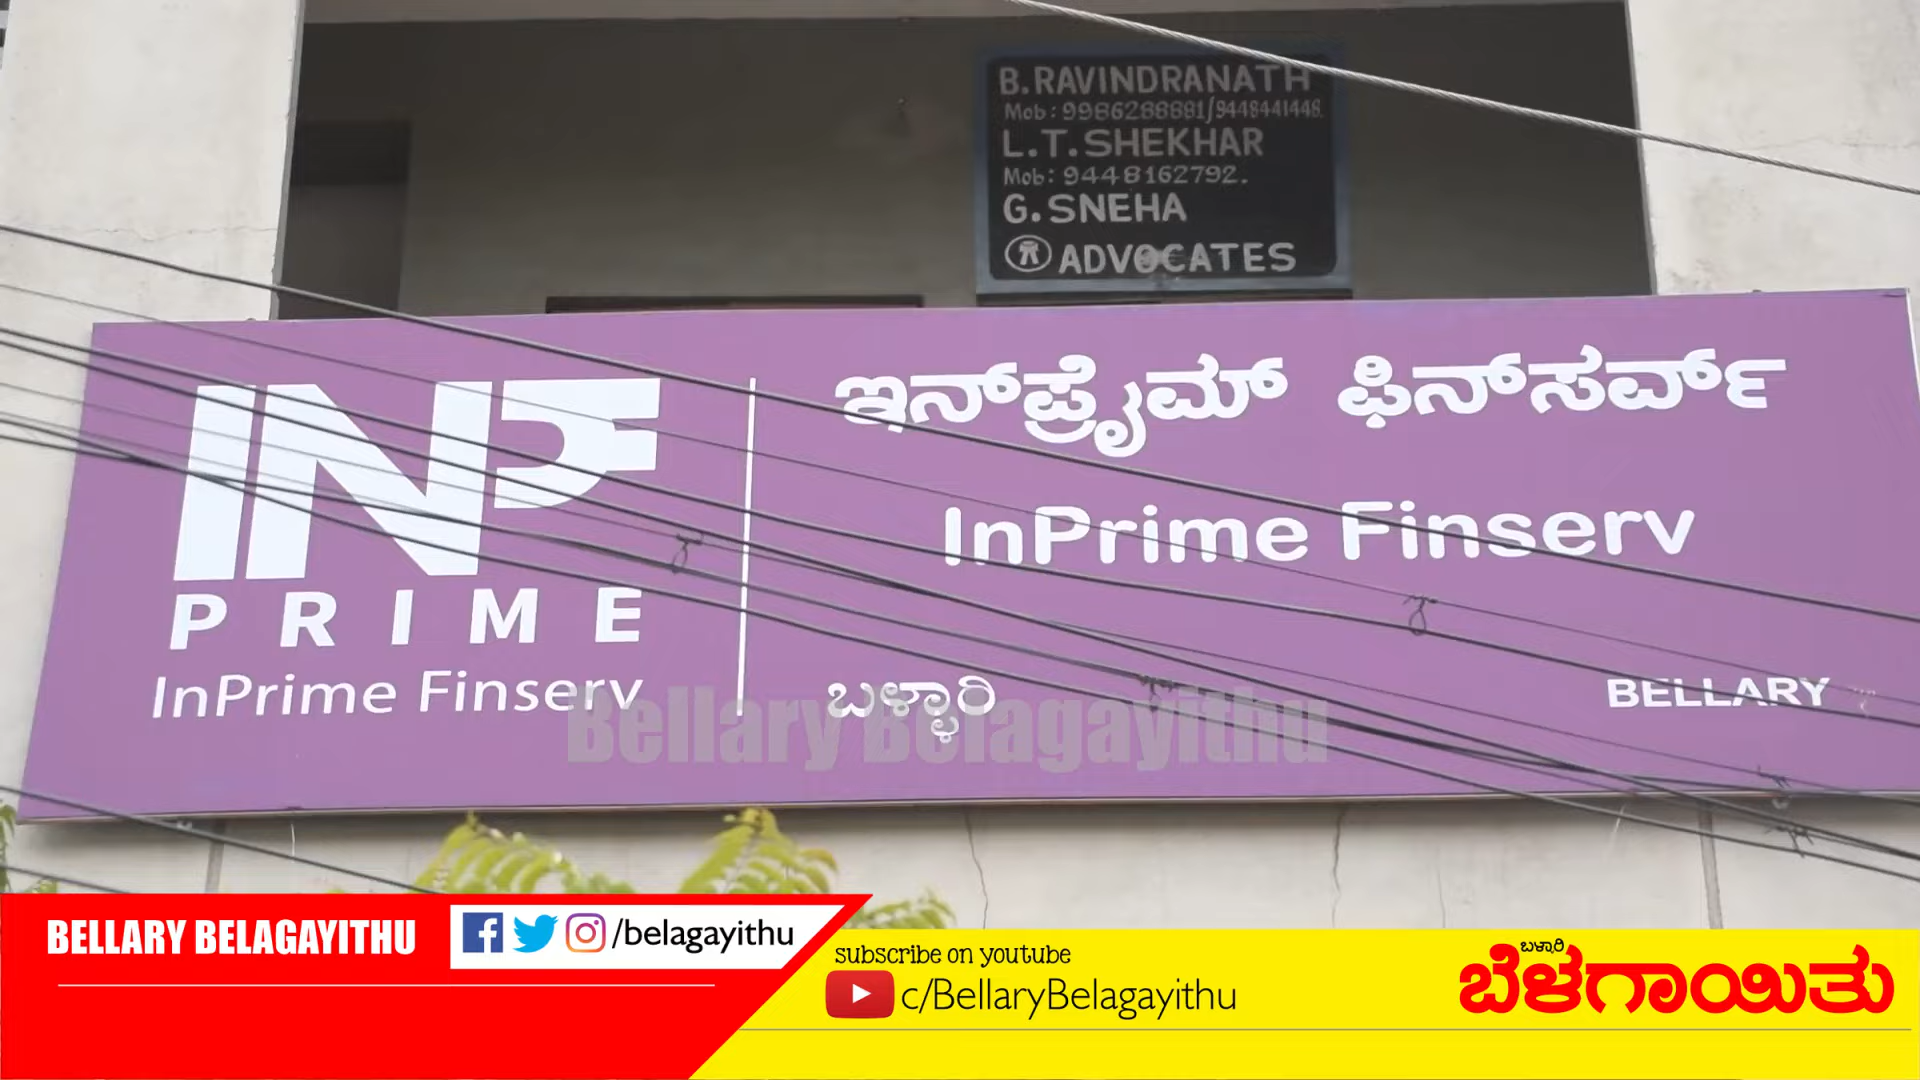 B.RAVINDRANATH
Mob: 9986288881/9448441448.
L.T.SHEKHAR
Mob: 9448162792.
G.SNEHA
ADVOCATES
INP
PRIME
InPrime Finserv
ಇನ್‌ಪ್ರೈಮ್ ಫಿನ್‌ಸರ್ವ್
InPrime Finserv
ಬಳ್ಳಾರಿ
BELLARY
Bellary Belagayithu
BELLARY BELAGAYITHU
/belagayithu
subscribe on youtube
c/BellaryBelagayithu
ಬಳ್ಳಾರಿ
ಬೆಳಗಾಯಿತು